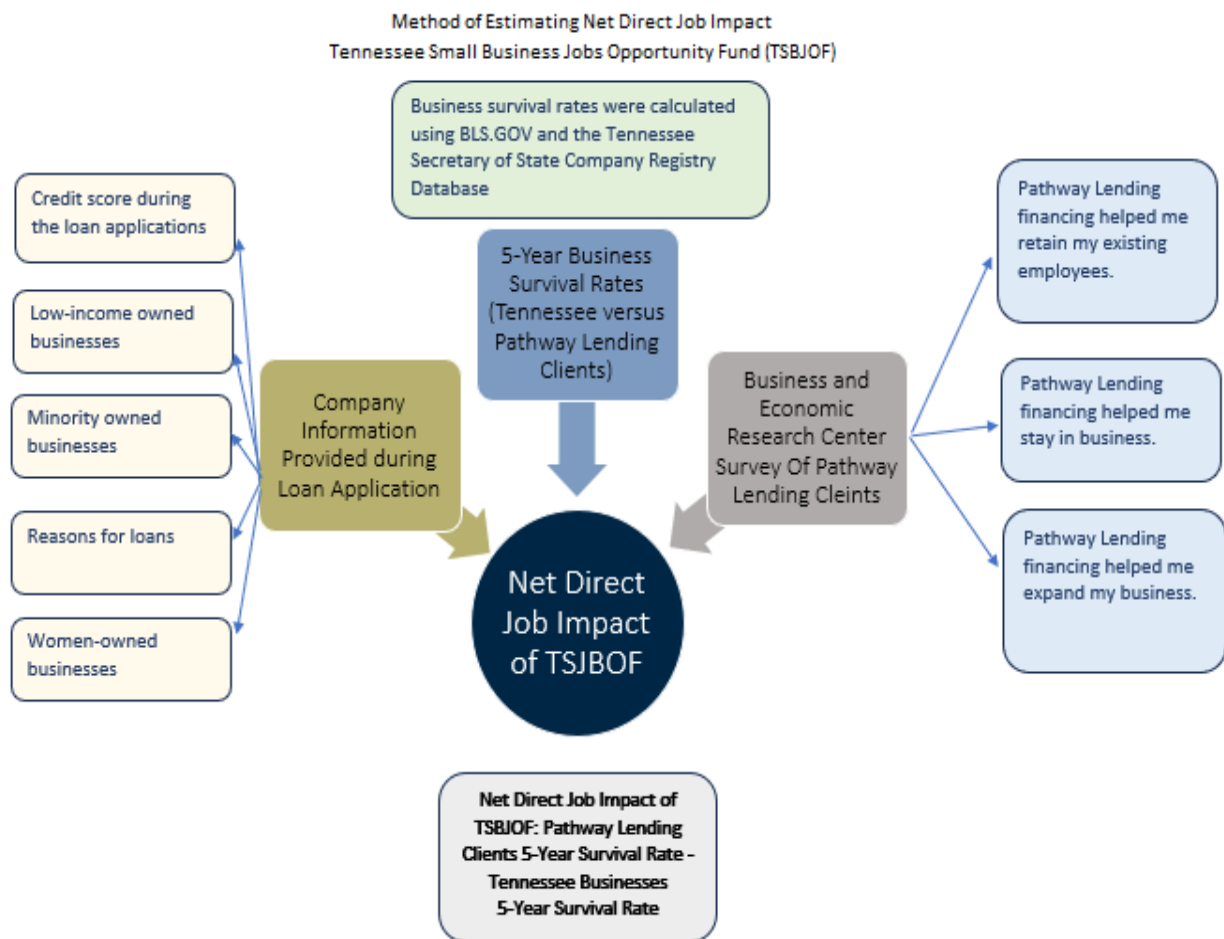 Method of Estimating Net Direct Job Impact
Tennessee Small Business Jobs Opportunity Fund (TSBJOF)
Business survival rates were calculated
using BLS.GOV and the Tennessee
Secretary of State Company Registry
Database
Credit score during
the loan applications
Low-income owned
businesses
Minority owned
businesses
Reasons for loans
Women-owned
businesses
Company
Information
Provided during
Loan Application
5-Year Business
Survival Rates
(Tennessee versus
Pathway Lending
Clients)
Business and
Economic
Research Center
Survey Of Pathway
Lending Cleints
Pathway Lending
financing helped me
retain my existing
employees.
Pathway Lending
financing helped me
stay in business.
Pathway Lending
financing helped me
expand my business.
Net Direct
Job Impact
of TSJBOF
Net Direct Job Impact of
TSBJOF: Pathway Lending
Clients 5-Year Survival Rate -
Tennessee Businesses
5-Year Survival Rate